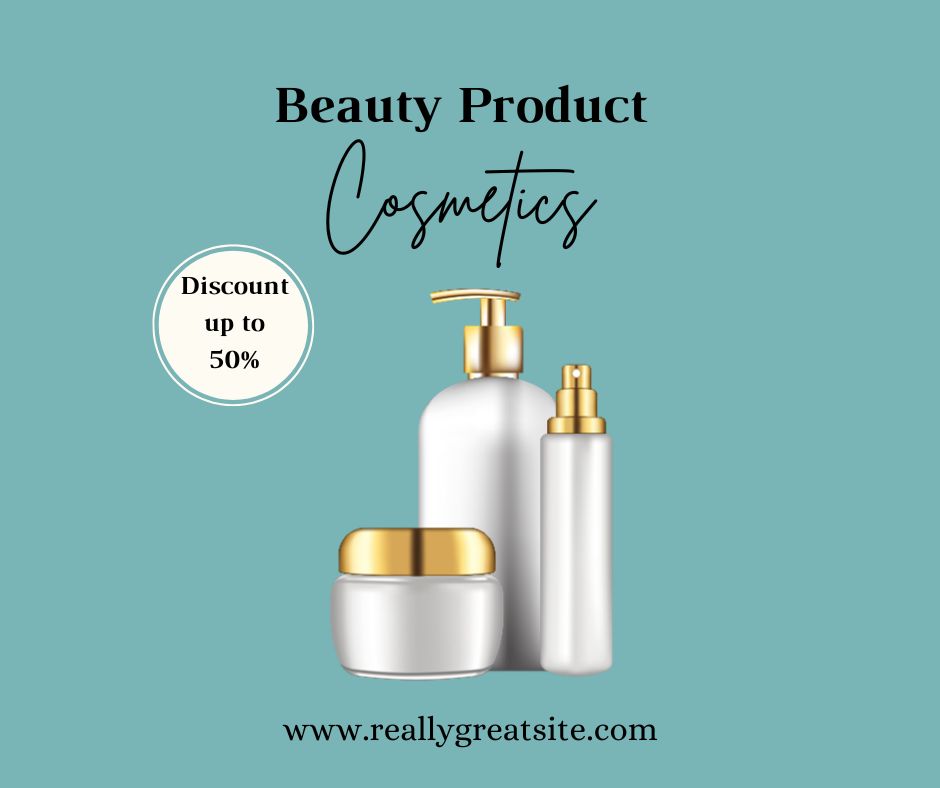 Beauty Product
Cosmetics
Discount
up to
50%
www.reallygreatsite.com